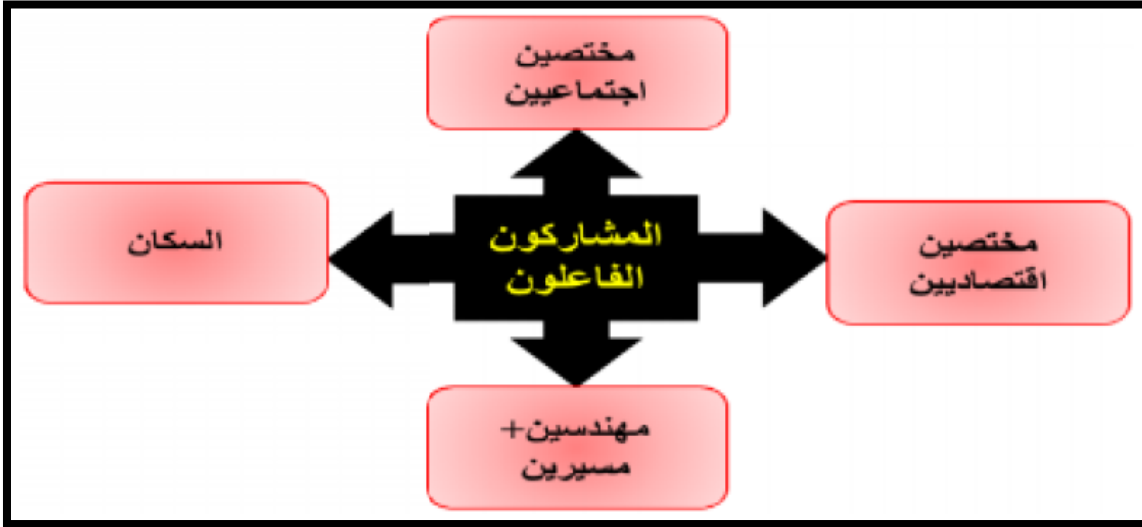 مختصين
اجتماعيين
مختصين
اقتصاديين
المشاركون
الفاعلون
السكان
مهندسين+
مسيرين